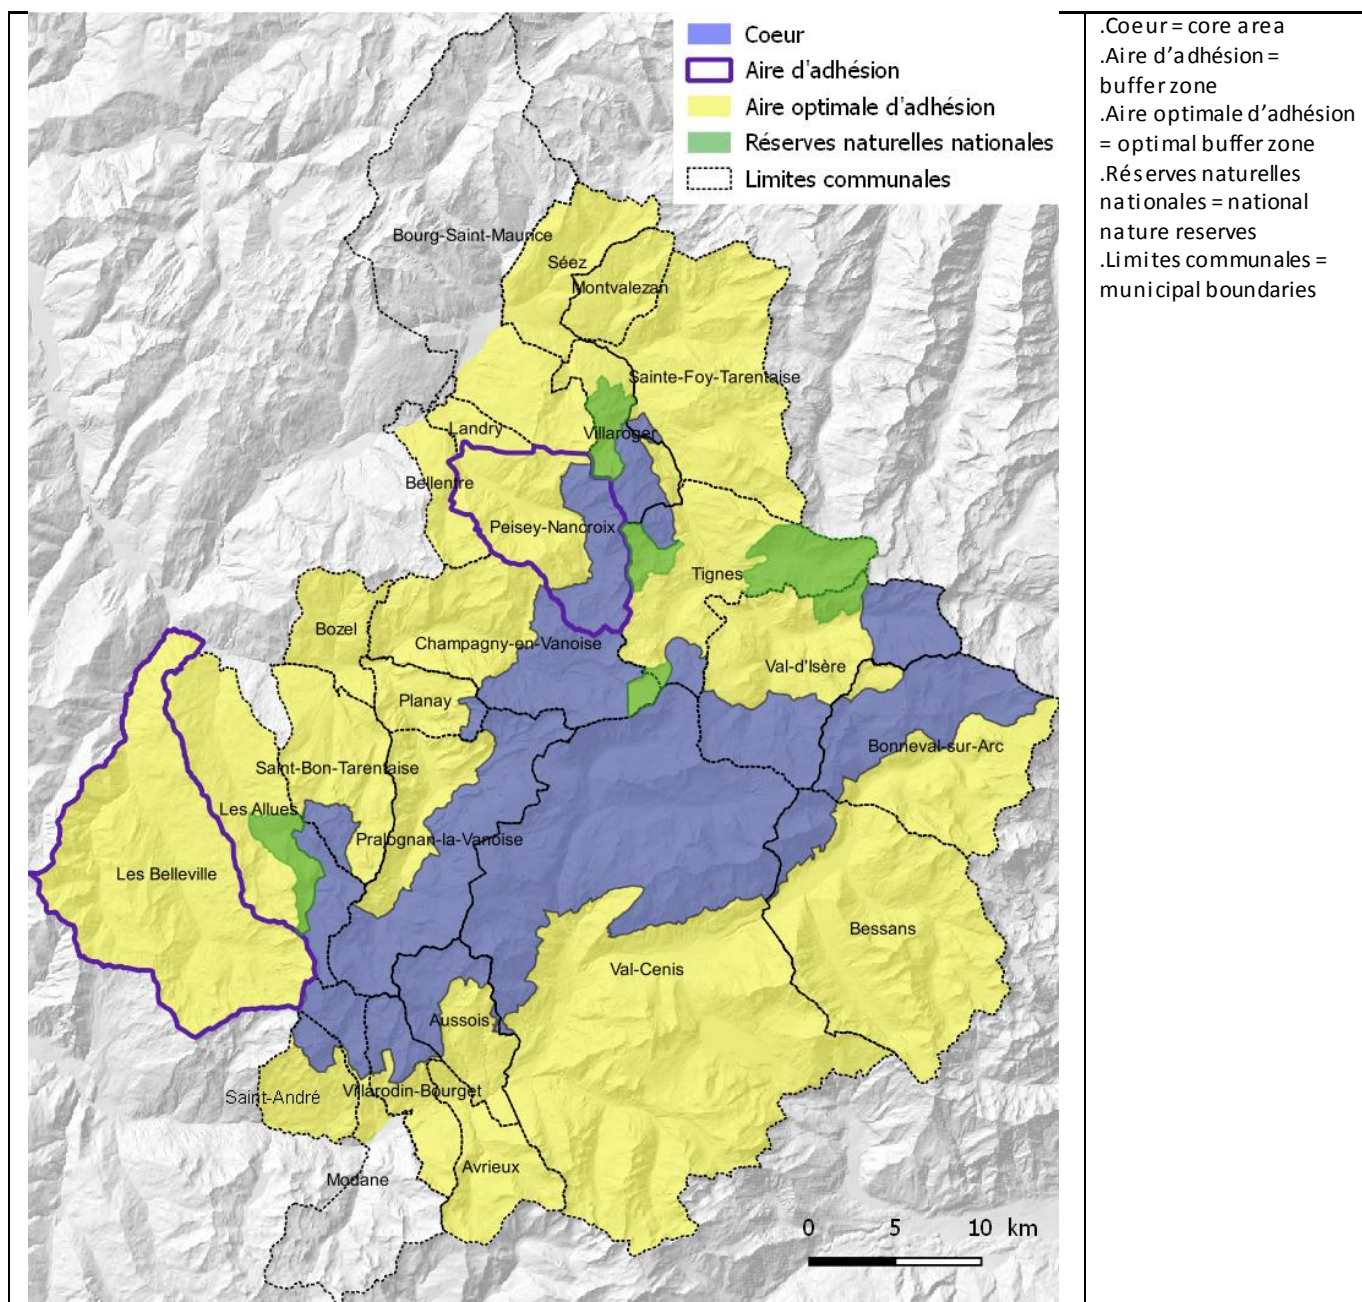 Coeur
Aire d'adhésion
Aire optimale d'adhésion
Réserves naturelles nationales
Limites communales
.Coeur = core area
.Aire d'adhésion =
buffer zone
.Aire optimale d'adhésion
= optimal buffer zone
.Réserves naturelles
nationales = national
nature reserves
.Limites communales =
municipal boundaries
Bourg-Saint-Maurice
Séez
Montvalezan
Sainte-Foy-Tarentaise
Landry
Villaroger
Bellentre
Peisey-Nancroix
Tignes
Bozel
Champagny-en-Vanoise
Val-d'Isère
Planay
Bonneval-sur-Arc
Saint-Bon-Tarentaise
Les Allues
Pralognan-la-Vanoise
Les Belleville
Bessans
Val-Cenis
Aussois
Saint-André
Villarodin-Bourget
Avrieux
Modane
0 5 10 km